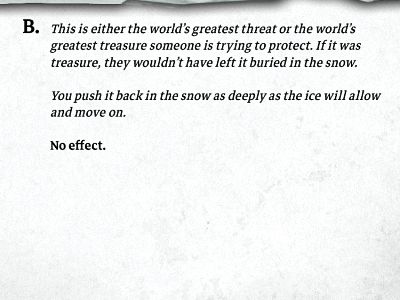 B. This is either the world's greatest threat or the world's
greatest treasure someone is trying to protect. If it was
treasure, they wouldn't have left it buried in the snow.
You push it back in the snow as deeply as the ice will allow
and move on.
No effect.